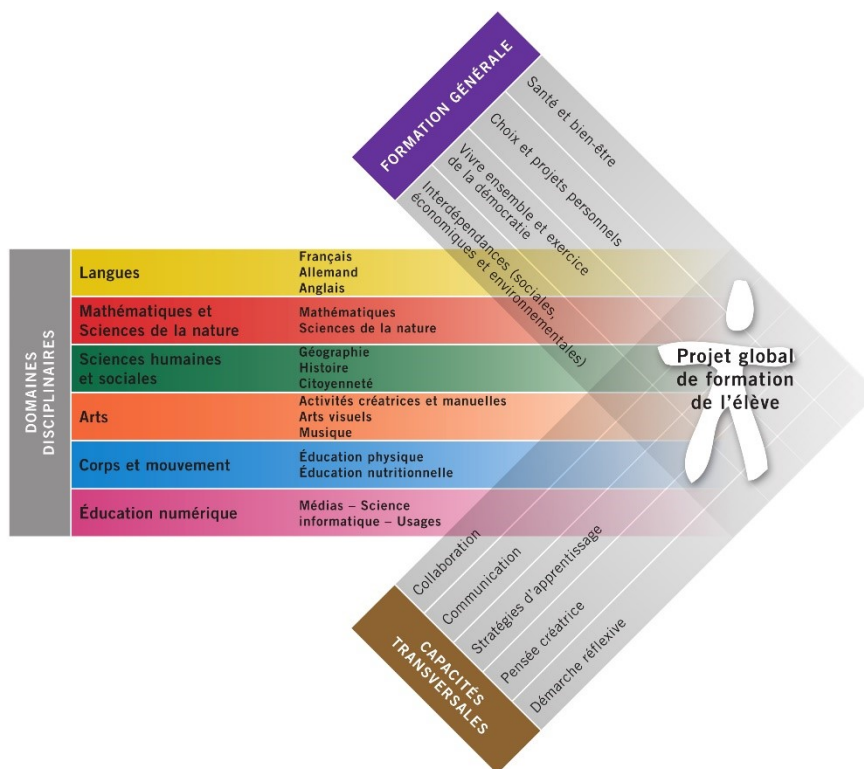 FORMATION GÉNÉRALE
Santé et bien-être
Choix et projets personnels
Vivre ensemble et exercice
de la démocratie
Interdépendances (sociales,
économiques et environnementales)
DOMAINES
DISCIPLINAIRES
Langues
Français
Allemand
Anglais
Mathématiques et
Sciences de la nature
Mathématiques
Sciences de la nature
Sciences humaines
et sociales
Géographie
Histoire
Citoyenneté
Arts
Activités créatrices et manuelles
Arts visuels
Musique
Corps et mouvement
Éducation physique
Éducation nutritionnelle
Éducation numérique
Médias – Science
informatique – Usages
Projet global
de formation
de l'élève
Collaboration
Communication
Stratégies d'apprentissage
Pensée créatrice
Démarche réflexive
CAPACITÉS
TRANSVERSALES